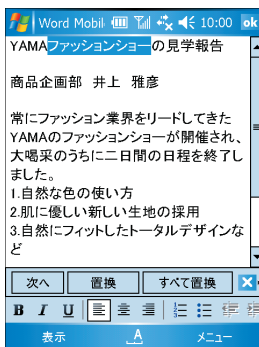 Word Mobil 10:00 ok
YAMAファッションショーの見学報告
商品企画部 井上 雅彦
常にファッション業界をリードしてきた
YAMAのファッションショーが開催され、
大喝采のうちに二日間の日程を終了し
ました。
1.自然な色の使い方
2.肌に優しい新しい生地の採用
3.自然にフィットしたトータルデザインな
ど
次へ 置換 すべて置換
B I U
表示 A メニュー